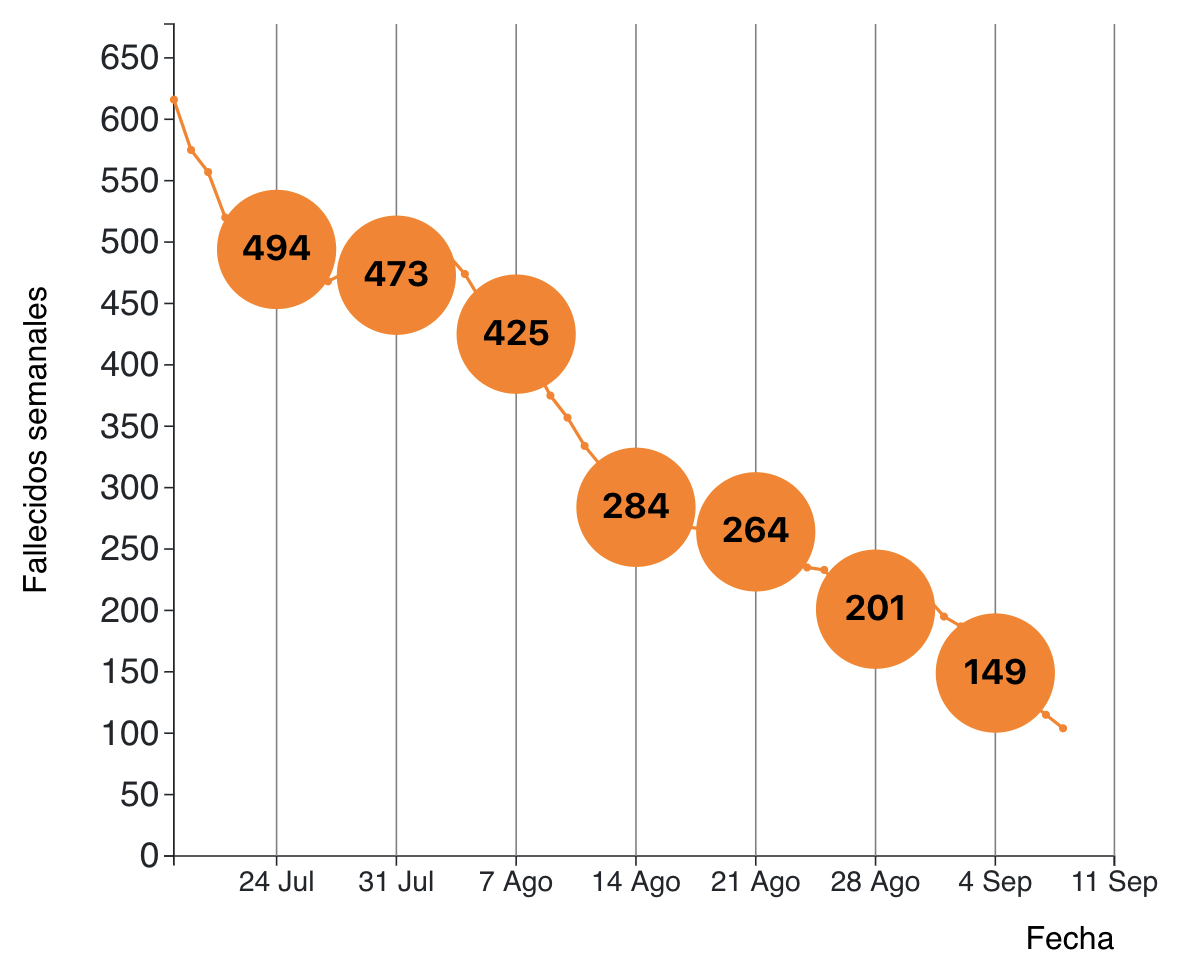 650
600
550
500
450
400
350
300
250
200
150
100
50
0
Fallecidos semanales
494
473
425
284
264
201
149
24 Jul
31 Jul
7 Ago
14 Ago
21 Ago
28 Ago
4 Sep
11 Sep
Fecha